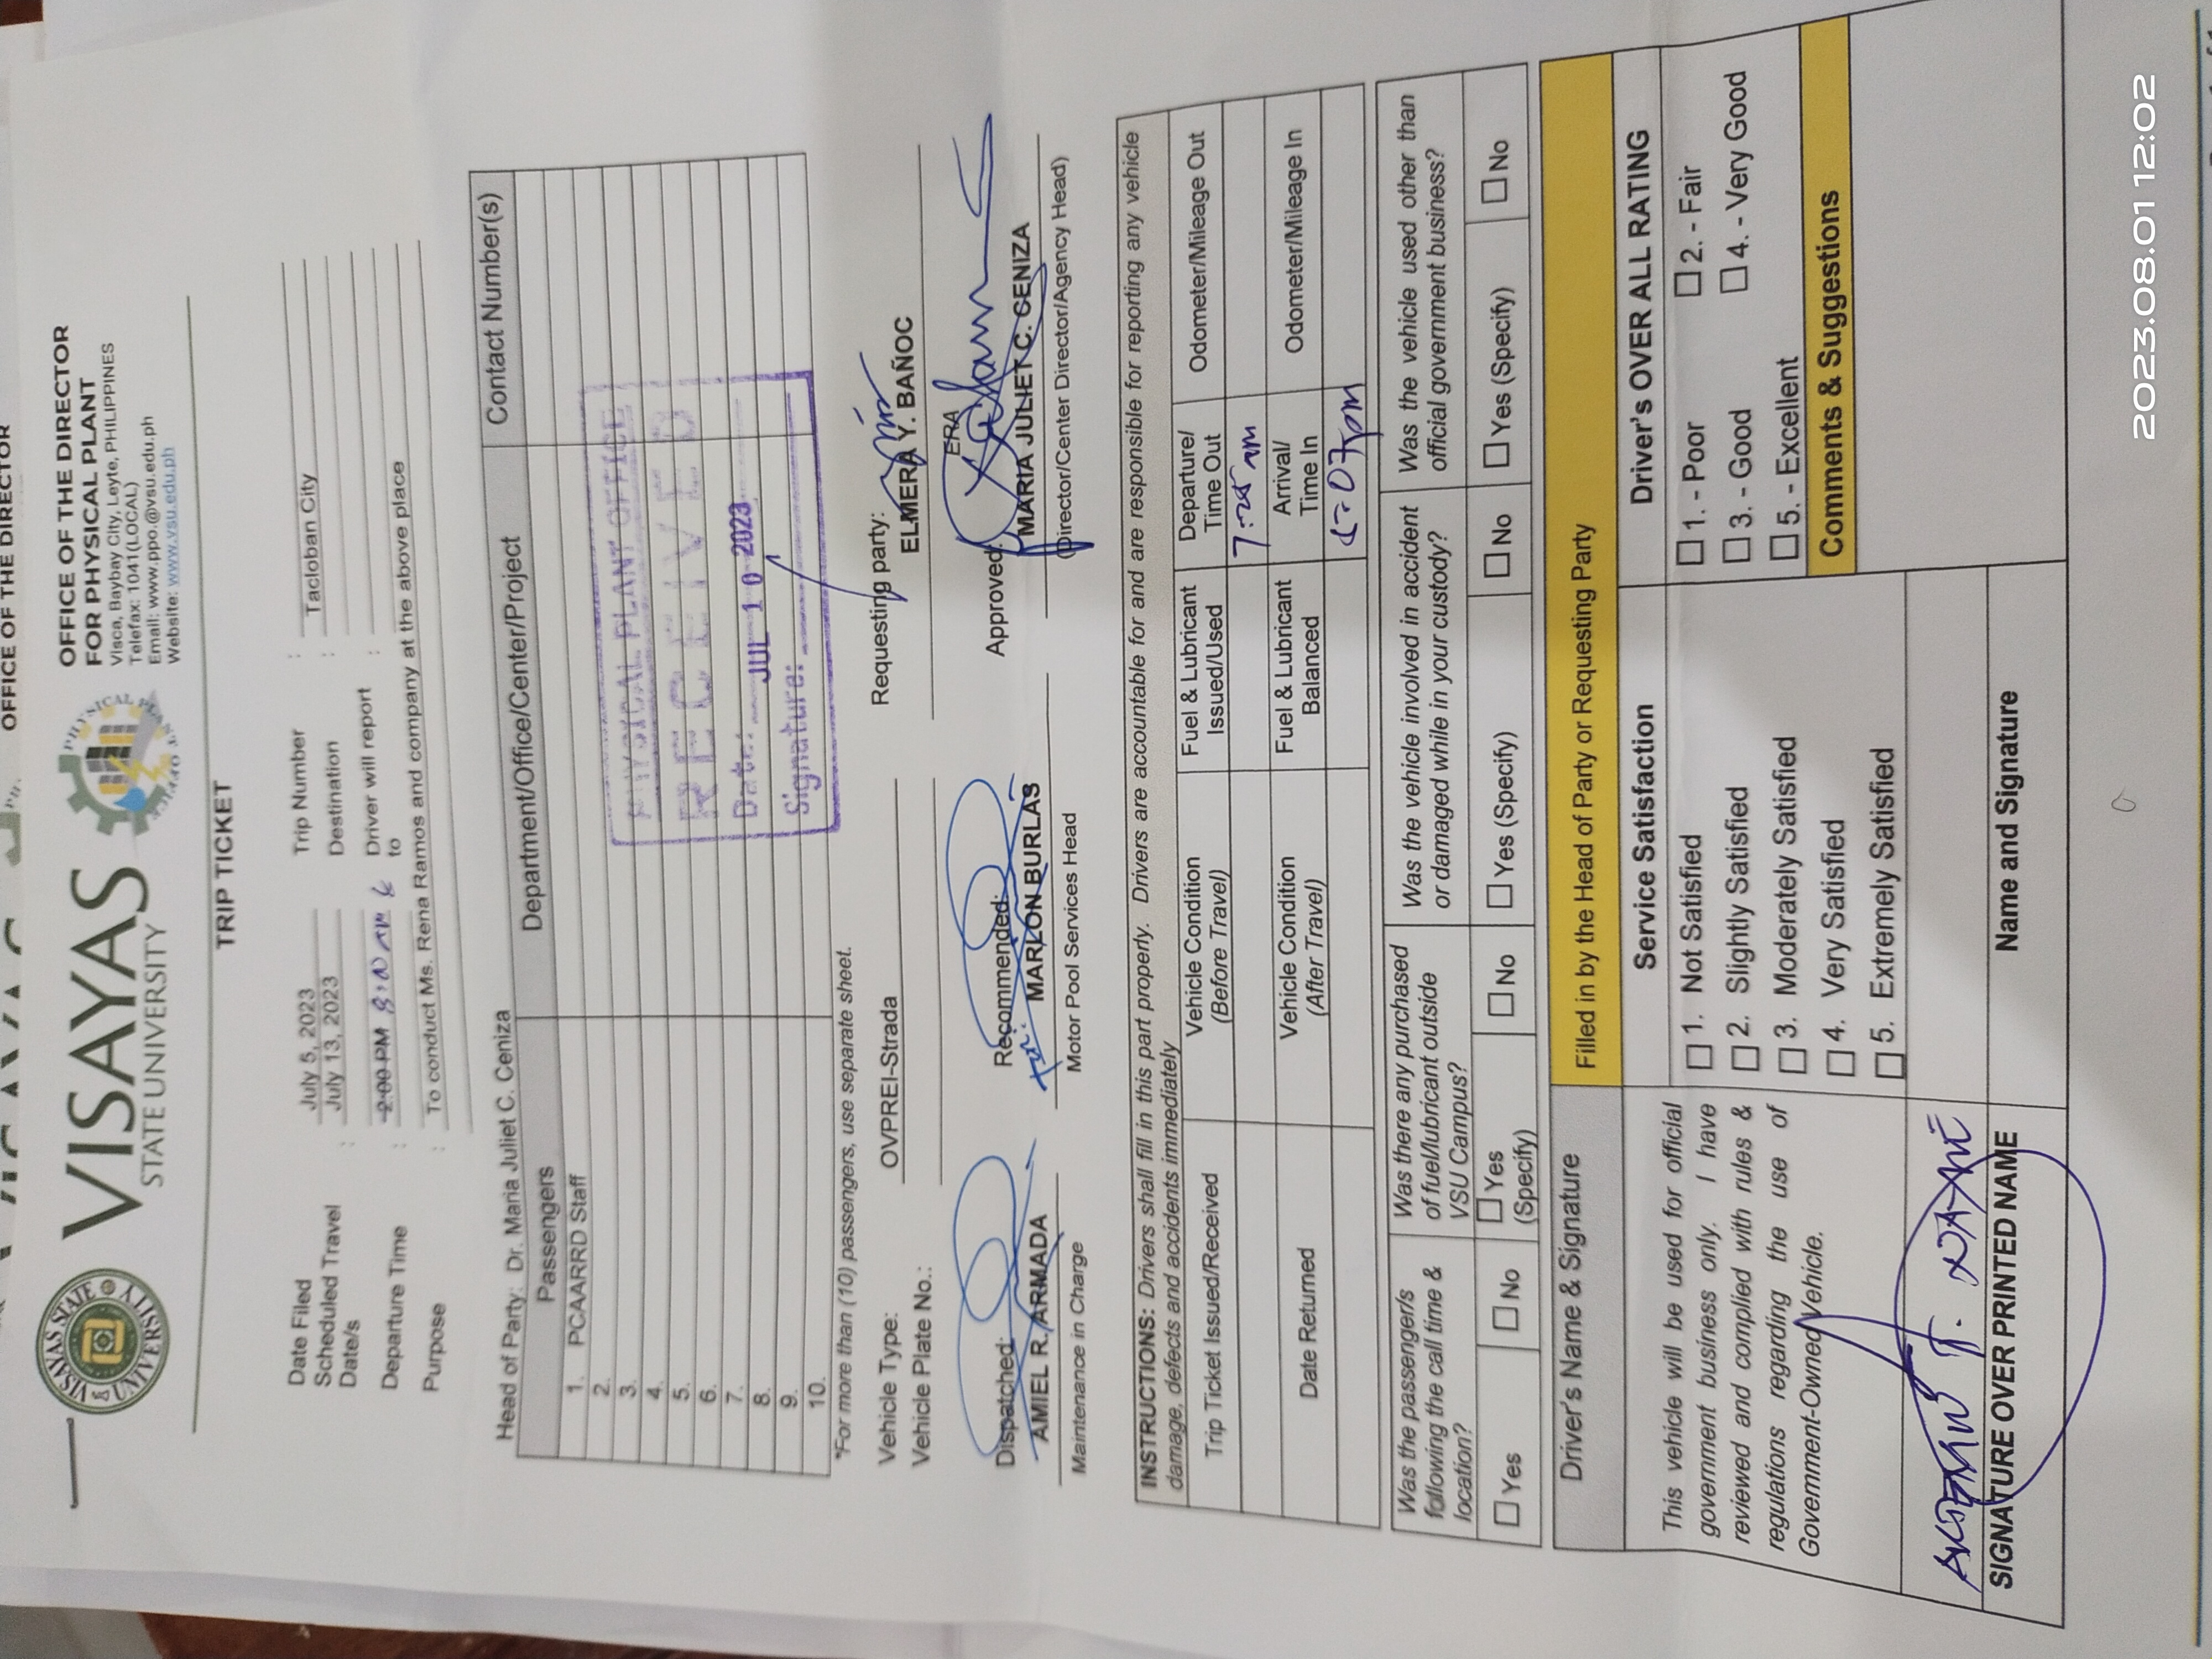 OFFICE OF THE DIRECTOR
VISAYAS STATE UNIVERSITY
VISAYAS
STATE UNIVERSITY
PHYSICAL PLANT OFFICE
OFFICE OF THE DIRECTOR
FOR PHYSICAL PLANT
Visca, Baybay City, Leyte, PHILIPPINES
Telefax: 1041(LOCAL)
Email: www.ppo.@vsu.edu.ph
Website: www.vsu.edu.ph
TRIP TICKET
Date Filed : July 5, 2023 Trip Number :
Scheduled Travel Date/s : July 13, 2023 Destination : Tacloban City
Departure Time : 2:00 PM Driver will report to :
Purpose : To conduct Ms. Rena Ramos and company at the above place
Head of Party: Dr. Maria Juliet C. Ceniza
Passengers Department/Office/Center/Project Contact Number(s)
1. PCAARRD Staff
2.
3.
4.
5.
6.
7.
8.
9.
10.
PHYSICAL PLANT OFFICE
RECEIVED
Date: JUL 10 2023
Signature:
*For more than (10) passengers, use separate sheet.
Vehicle Type: OVPREI-Strada
Vehicle Plate No.:
Requesting party:
ELMERA Y. BAÑOC
Dispatched:
AMIEL R. ARMADA
Maintenance in Charge
Recommended:
for: MARLON BURLAS
Motor Pool Services Head
Approved:
ERA
MARIA JULIET C. CENIZA
(Director/Center Director/Agency Head)
INSTRUCTIONS: Drivers shall fill in this part properly. Drivers are accountable for and are responsible for reporting any vehicle
damage, defects and accidents immediately
Trip Ticket Issued/Received Vehicle Condition (Before Travel) Fuel & Lubricant Issued/Used Departure/ Time Out Odometer/Mileage Out
7:25 am
Date Returned Vehicle Condition (After Travel) Fuel & Lubricant Balanced Arrival/ Time In Odometer/Mileage In
Was the passenger/s following the call time & location?
Was there any purchased of fuel/lubricant outside VSU Campus?
Was the vehicle involved in accident or damaged while in your custody?
Was the vehicle used other than official government business?
Yes No Yes (Specify) No Yes (Specify) No Yes (Specify) No
Driver's Name & Signature Filled in by the Head of Party or Requesting Party
This vehicle will be used for official
government business only. I have
reviewed and complied with rules &
regulations regarding the use of
Government-Owned Vehicle.
SIGNATURE OVER PRINTED NAME
Service Satisfaction
1. Not Satisfied
2. Slightly Satisfied
3. Moderately Satisfied
4. Very Satisfied
5. Extremely Satisfied
Name and Signature
Driver's OVER ALL RATING
1. - Poor 2. - Fair
3. - Good 4. - Very Good
5. - Excellent
Comments & Suggestions
2023.08.01 12:02